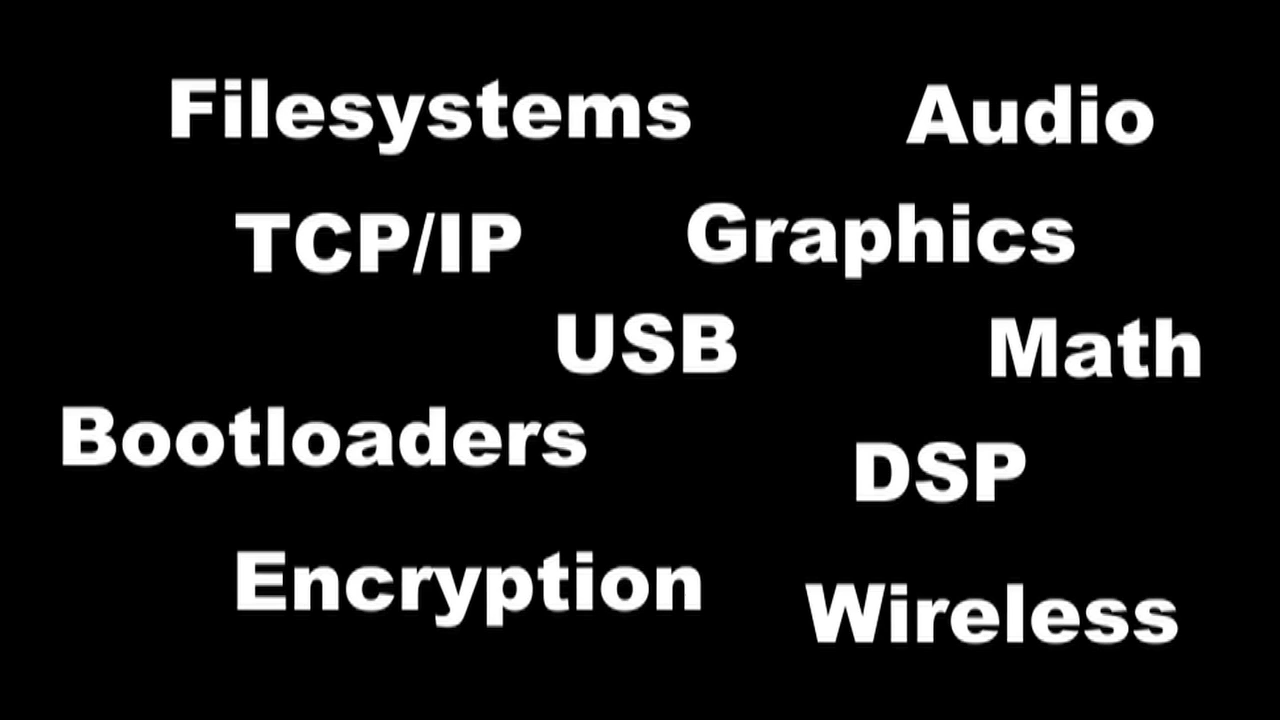 Filesystems
Audio
TCP/IP
Graphics
USB
Math
Bootloaders
DSP
Encryption
Wireless